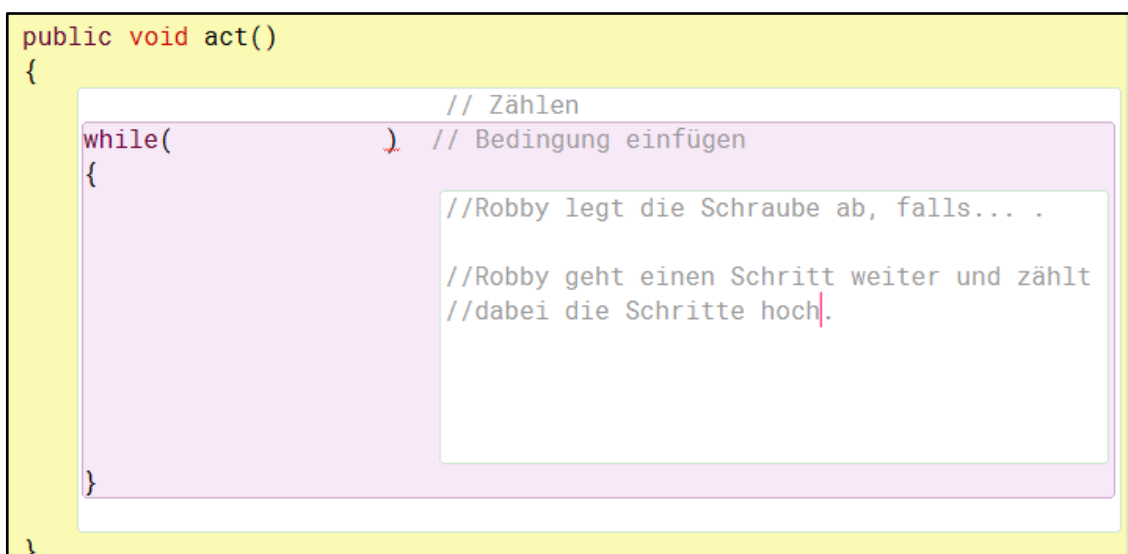 public void act()
{
// Zählen
while( ) // Bedingung einfügen
{
//Robby legt die Schraube ab, falls... .
//Robby geht einen Schritt weiter und zählt
//dabei die Schritte hoch.
}
}